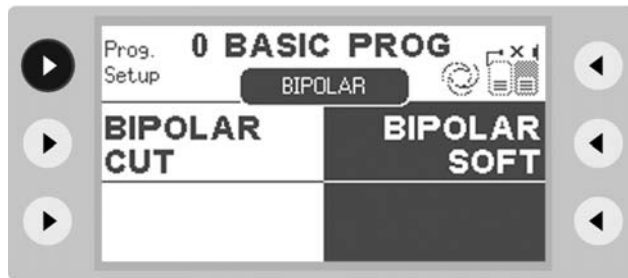 Prog. 0 BASIC PROG
Setup
BIPOLAR
BIPOLAR CUT
BIPOLAR SOFT